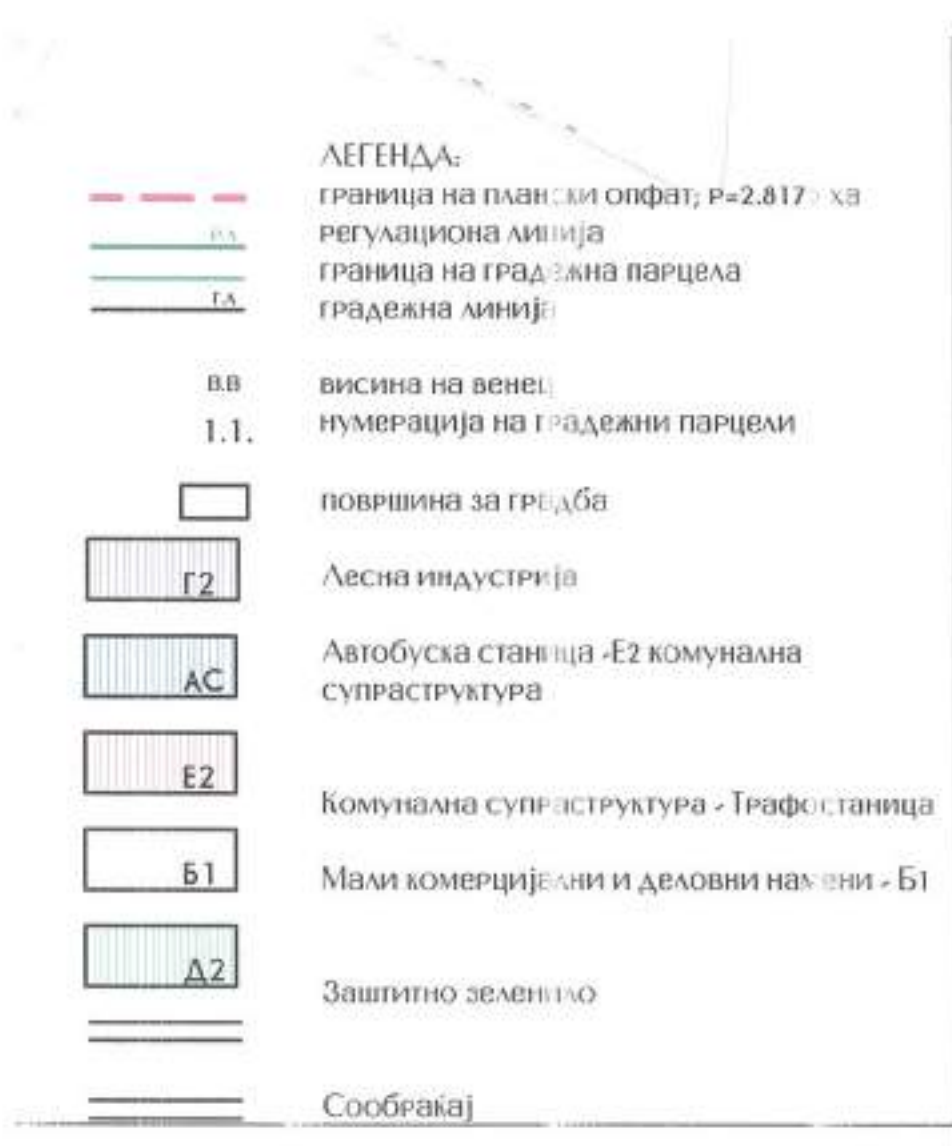 ЛЕГЕНДА:
граница на плански опфат; P=2.817 ха
Р.Л.
регулациона линија
граница на градежна парцела
Г.Л.
градежна линија
В.В
висина на венец
1.1.
нумерација на градежни парцели
површина за градба
Г2
Лесна индустрија
АС
Автобуска станица -Е2 комунална
супраструктура
Е2
Комунална супраструктура - Трафостаница
Б1
Мали комерцијални и деловни намени - Б1
Д2
Заштитно зеленило
Сообраќај